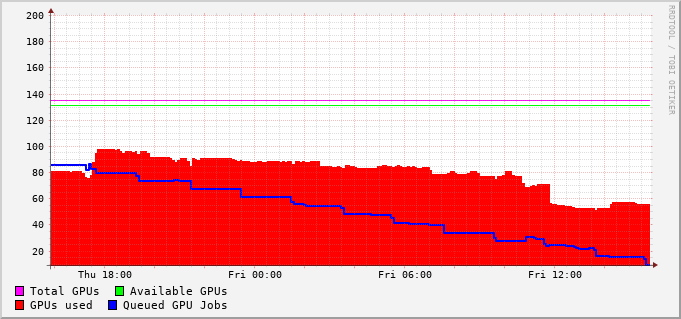 200
180
160
140
120
100
80
60
40
20
Thu 18:00 Fri 00:00 Fri 06:00 Fri 12:00
Total GPUs Available GPUs
GPUs used Queued GPU Jobs
RRDTOOL / TOBI OETIKER